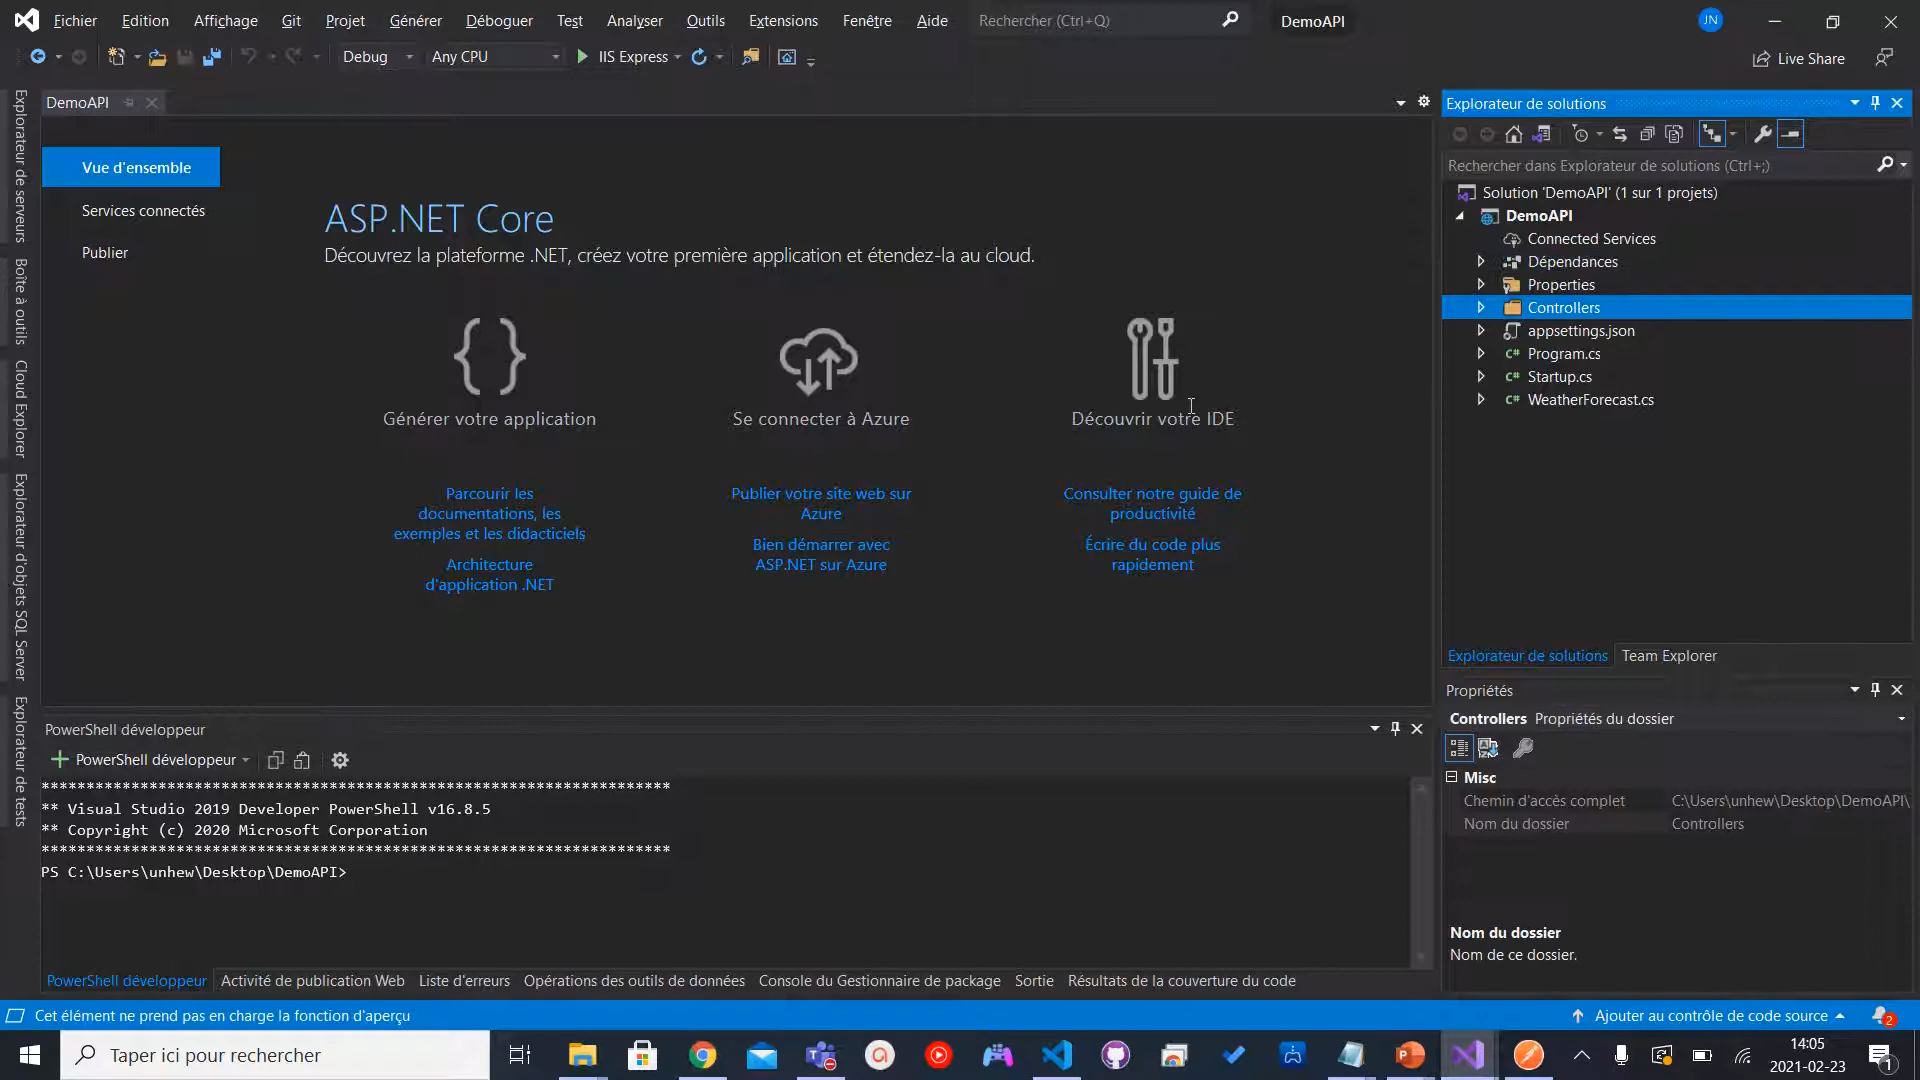 Fichier Edition Affichage Git Projet Générer Déboguer Test Analyser Outils Extensions Fenêtre Aide Rechercher (Ctrl+Q) DemoAPI JN
Debug Any CPU IIS Express Live Share
DemoAPI
Vue d'ensemble
Services connectés
Publier
ASP.NET Core
Découvrez la plateforme .NET, créez votre première application et étendez-la au cloud.
Générer votre application
Se connecter à Azure
Découvrir votre IDE
Parcourir les
documentations, les
exemples et les didacticiels
Architecture
d'application .NET
Publier votre site web sur
Azure
Bien démarrer avec
ASP.NET sur Azure
Consulter notre guide de
productivité
Écrire du code plus
rapidement
Explorateur de serveurs
Boîte à outils
Cloud Explorer
Explorateur d'objets SQL Server
Explorateur de tests
Explorateur de solutions
Rechercher dans Explorateur de solutions (Ctrl+;)
Solution 'DemoAPI' (1 sur 1 projets)
DemoAPI
Connected Services
Dépendances
Properties
Controllers
appsettings.json
C# Program.cs
C# Startup.cs
C# WeatherForecast.cs
Explorateur de solutions Team Explorer
Propriétés
Controllers Propriétés du dossier
Misc
Chemin d'accès complet C:\Users\unhew\Desktop\DemoAPI\
Nom du dossier Controllers
Nom du dossier
Nom de ce dossier.
PowerShell développeur
PowerShell développeur
**********************************************************************
** Visual Studio 2019 Developer PowerShell v16.8.5
** Copyright (c) 2020 Microsoft Corporation
**********************************************************************
PS C:\Users\unhew\Desktop\DemoAPI>
PowerShell développeur Activité de publication Web Liste d'erreurs Opérations des outils de données Console du Gestionnaire de package Sortie Résultats de la couverture du code
Cet élément ne prend pas en charge la fonction d'aperçu Ajouter au contrôle de code source 2
Taper ici pour rechercher
14:05
2021-02-23
1